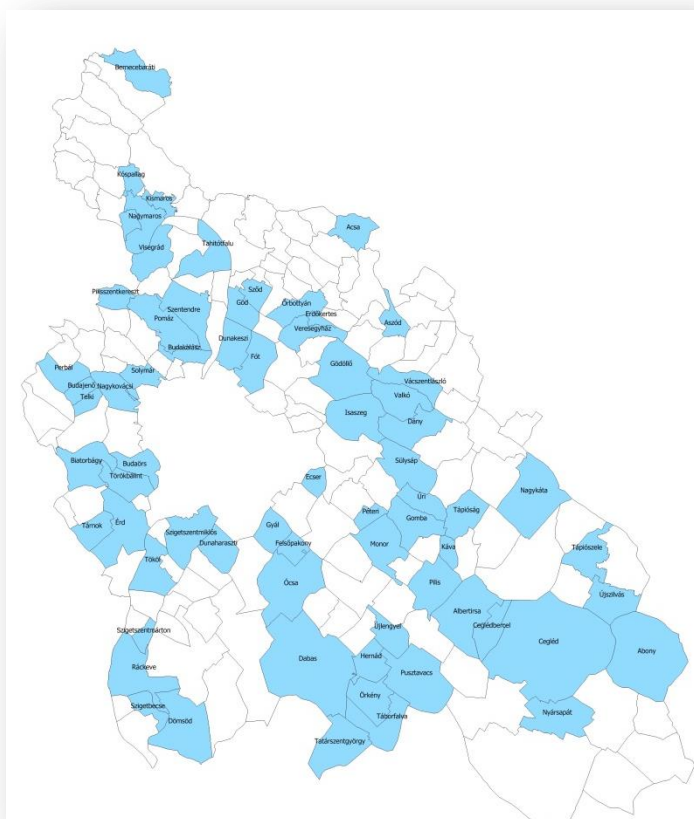 Bernecebaráti
Kóspallag
Kismaros
Nagymaros
Visegrád
Tahitótfalu
Acsa
Pilisszentkereszt
Sződ
Göd
Őrbottyán
Erdőkertes
Szentendre
Pomáz
Veresegyház
Aszód
Dunakeszi
Budakalász
Fót
Gödöllő
Perbál
Solymár
Budajenő
Nagykovácsi
Telki
Vácszentlászló
Valkó
Isaszeg
Dány
Biatorbágy
Budaörs
Törökbálint
Sülysáp
Nagykáta
Ecser
Úri
Tápióság
Péteri
Gomba
Tárnok
Érd
Szigetszentmiklós
Dunaharaszti
Gyál
Felsőpakony
Monor
Káva
Tápiószele
Tököl
Ócsa
Pilis
Újszilvás
Albertirsa
Ceglédbercel
Szigetszentmárton
Újlengyel
Cegléd
Abony
Ráckeve
Dabas
Hernád
Pusztavacs
Szigetbecse
Dömsöd
Örkény
Táborfalva
Nyársapát
Tatárszentgyörgy